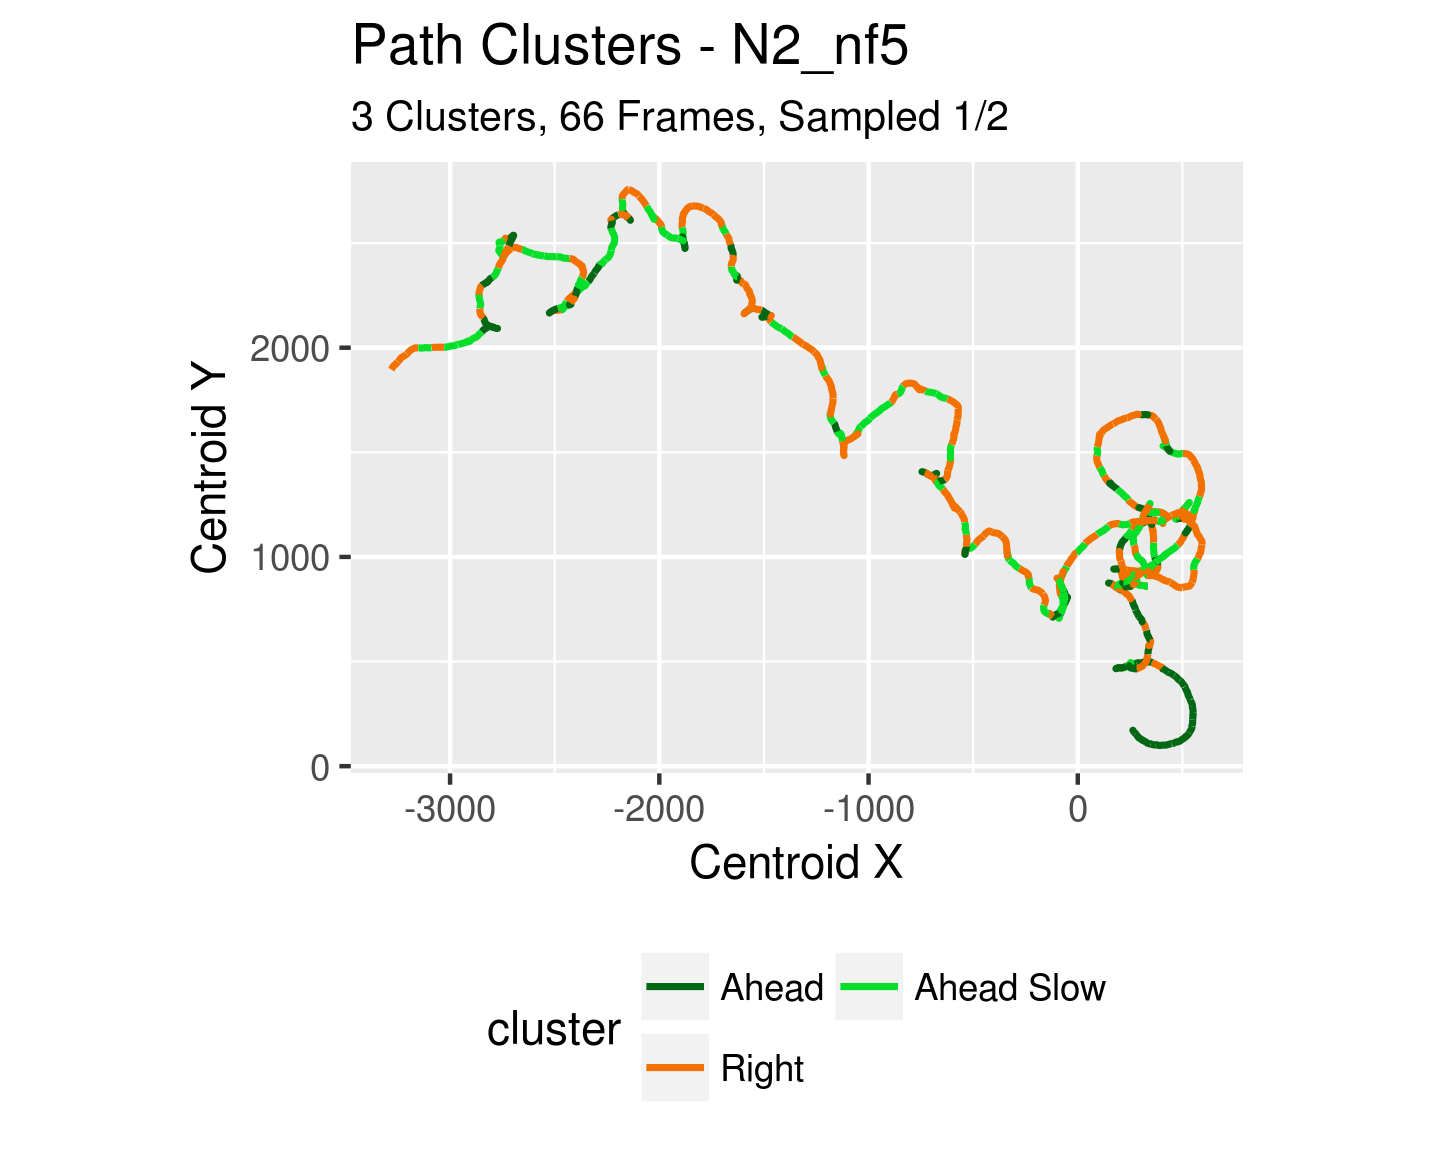 Path Clusters - N2_nf5
3 Clusters, 66 Frames, Sampled 1/2
Centroid Y
2000
1000
0
-3000 -2000 -1000 0
Centroid X
cluster
Ahead Ahead Slow
Right